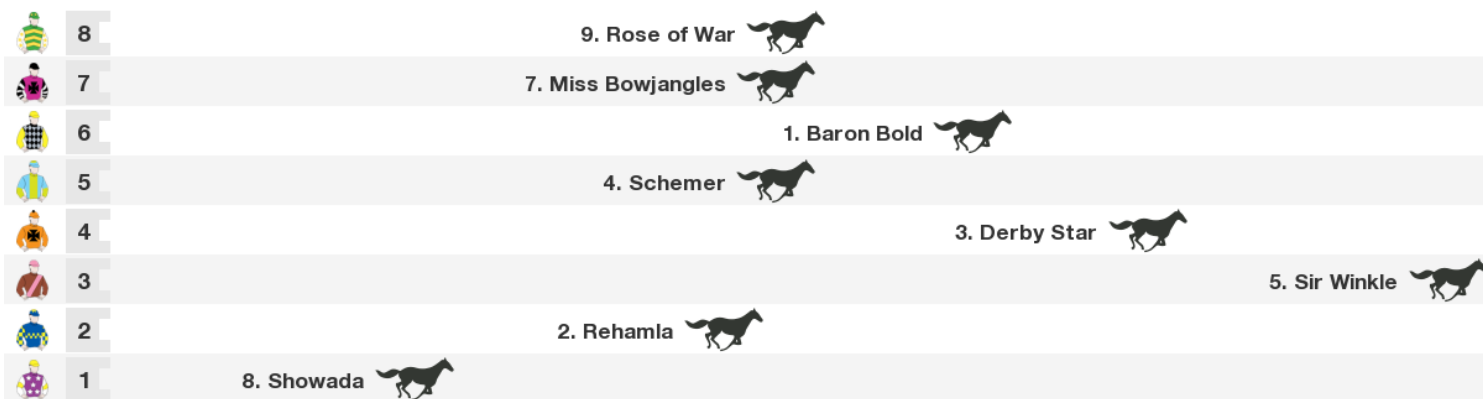 8 9. Rose of War
7 7. Miss Bowjangles
6 1. Baron Bold
5 4. Schemer
4 3. Derby Star
3 5. Sir Winkle
2 2. Rehamla
1 8. Showada